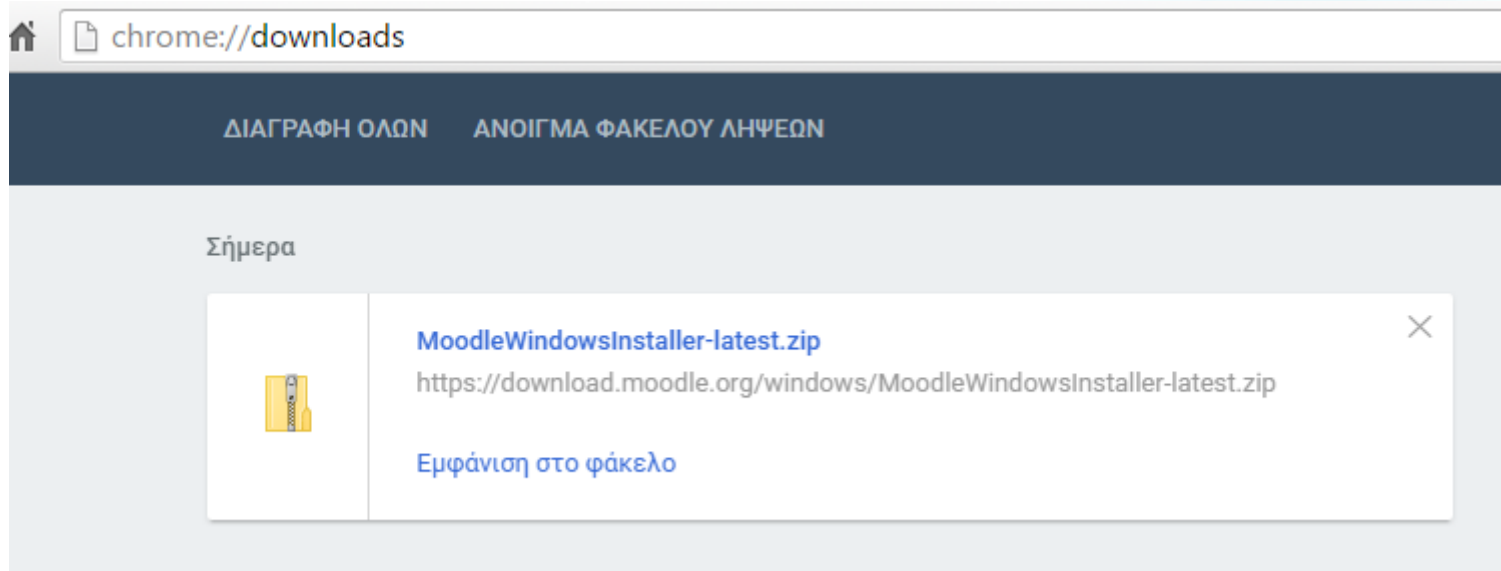 chrome://downloads
ΔΙΑΓΡΑΦΗ ΟΛΩΝ ΑΝΟΙΓΜΑ ΦΑΚΕΛΟΥ ΛΗΨΕΩΝ
Σήμερα
MoodleWindowsInstaller-latest.zip
https://download.moodle.org/windows/MoodleWindowsInstaller-latest.zip
Εμφάνιση στο φάκελο